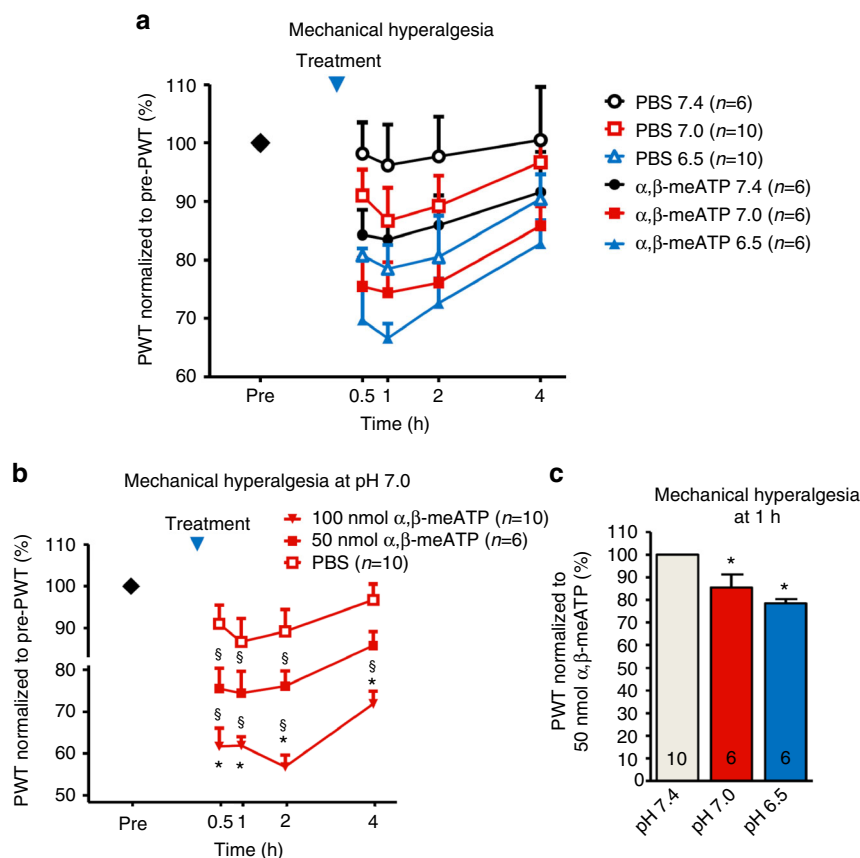 a
Mechanical hyperalgesia
Treatment
PWT normalized to pre-PWT (%)
110
100
90
80
70
60
Pre
0.5 1 2 4
Time (h)
PBS 7.4 (n=6)
PBS 7.0 (n=10)
PBS 6.5 (n=10)
α,β-meATP 7.4 (n=6)
α,β-meATP 7.0 (n=6)
α,β-meATP 6.5 (n=6)
b
Mechanical hyperalgesia at pH 7.0
Treatment
100 nmol α,β-meATP (n=10)
50 nmol α,β-meATP (n=6)
PBS (n=10)
PWT normalized to pre-PWT (%)
110
100
90
80
70
60
50
§ § §
§
*
§ § §
*
* *
Pre
0.5 1 2 4
Time (h)
c
Mechanical hyperalgesia
at 1 h
PWT normalized to
50 nmol α,β-meATP (%)
110
100
90
80
70
60
50
40
30
20
10
0
*
*
10 6 6
pH 7.4
pH 7.0
pH 6.5